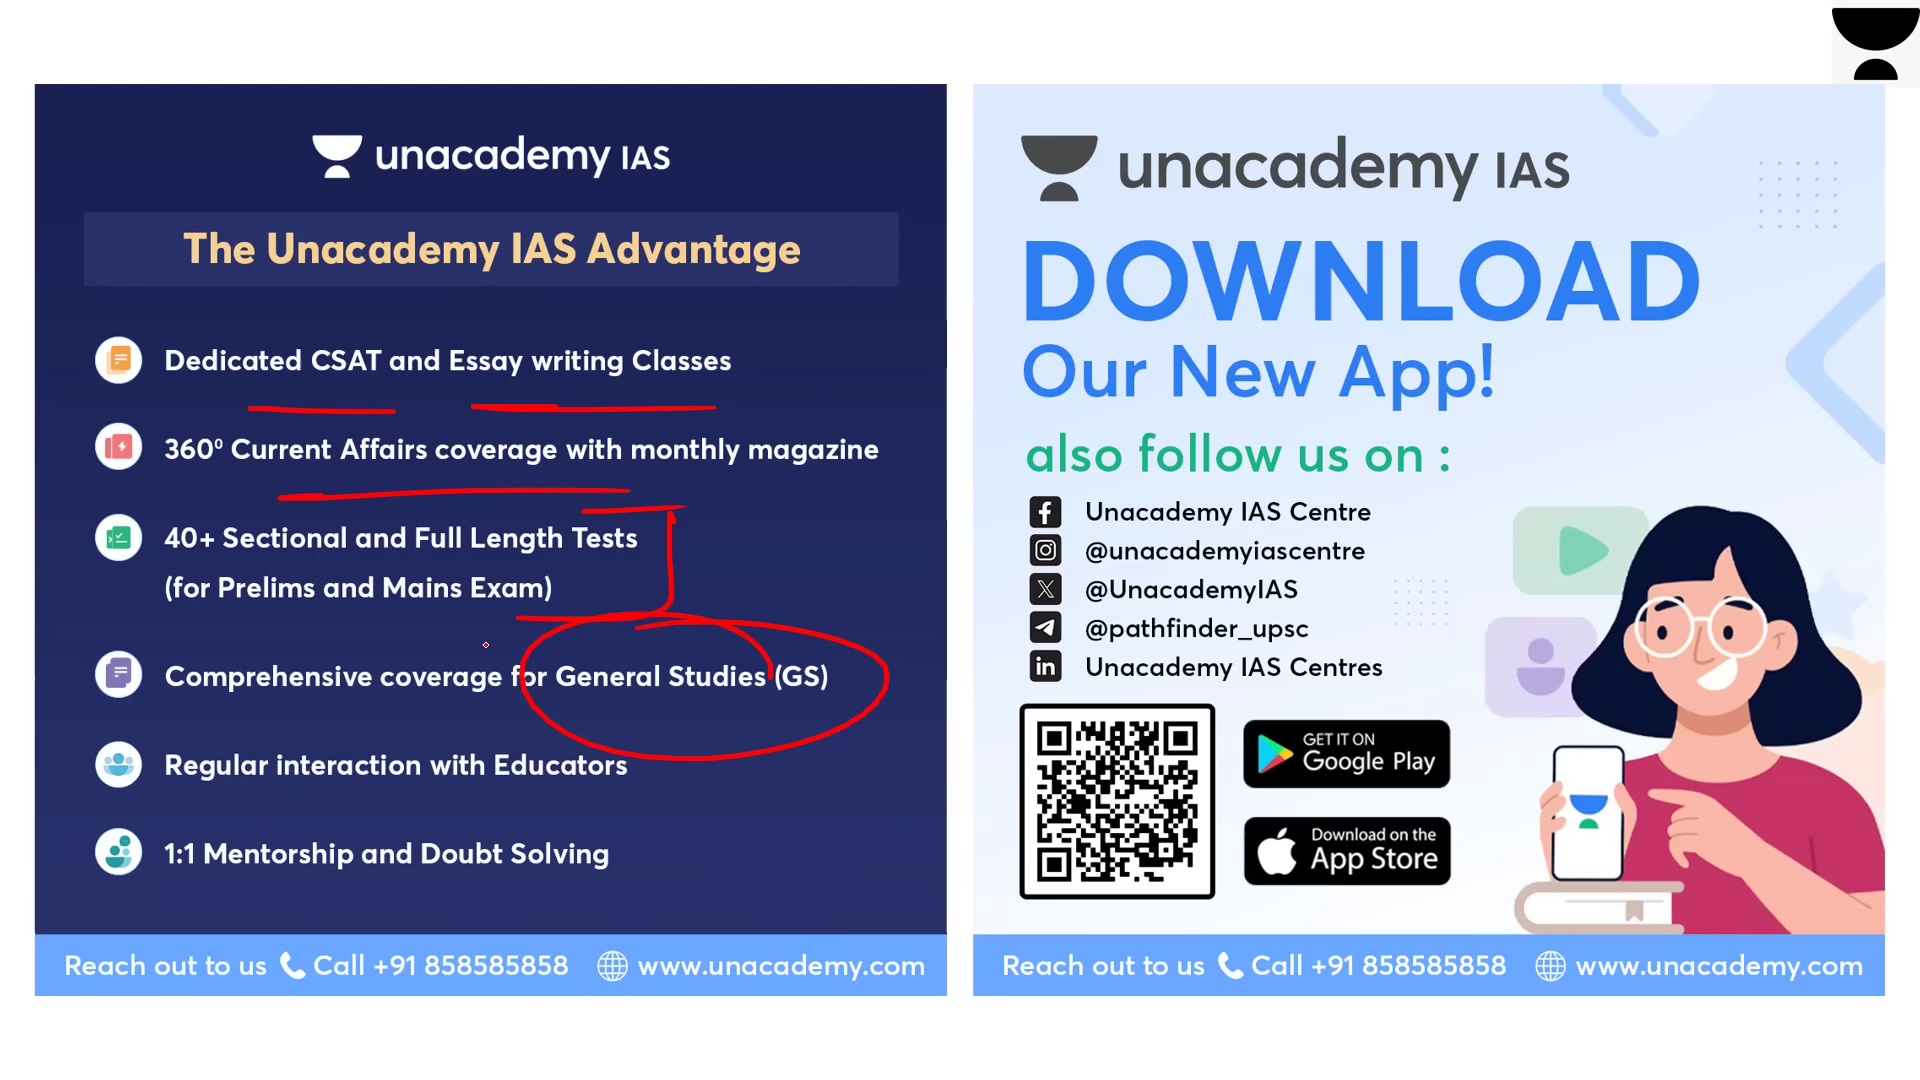 unacademy IAS
The Unacademy IAS Advantage
Dedicated CSAT and Essay writing Classes
360⁰ Current Affairs coverage with monthly magazine
40+ Sectional and Full Length Tests
(for Prelims and Mains Exam)
Comprehensive coverage for General Studies (GS)
Regular interaction with Educators
1:1 Mentorship and Doubt Solving
Reach out to us Call +91 858585858 www.unacademy.com
unacademy IAS
DOWNLOAD
Our New App!
also follow us on :
Unacademy IAS Centre
@unacademyiascentre
@UnacademyIAS
@pathfinder_upsc
Unacademy IAS Centres
GET IT ON
Google Play
Download on the
App Store
Reach out to us Call +91 858585858 www.unacademy.com